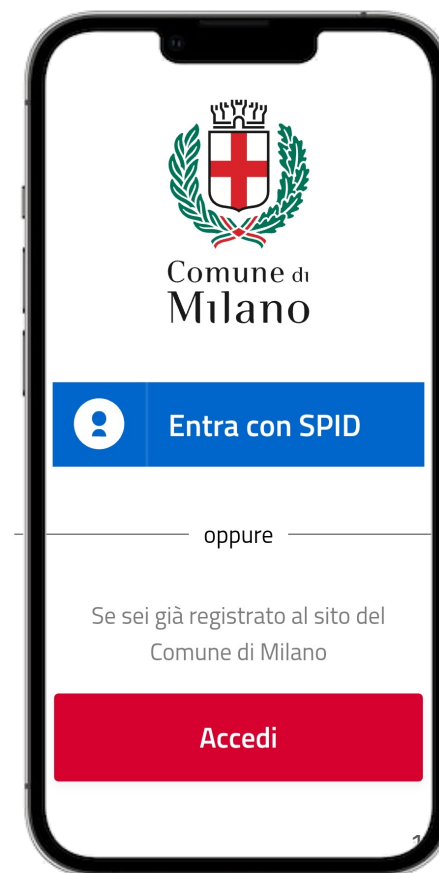 Comune di
Milano
Entra con SPID
oppure
Se sei già registrato al sito del
Comune di Milano
Accedi